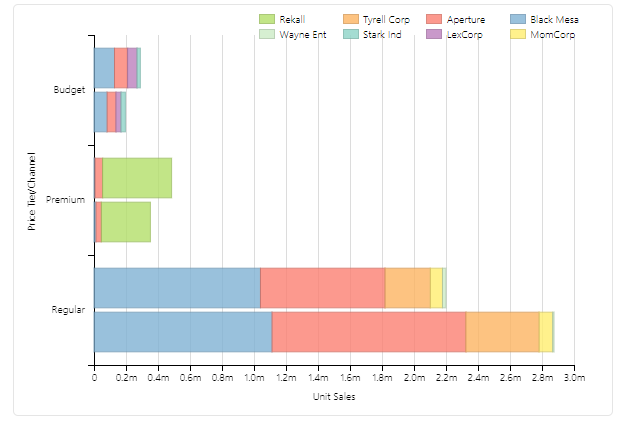 Rekall Tyrell Corp Aperture Black Mesa
Wayne Ent Stark Ind LexCorp MomCorp
Price Tier/Channel
Budget
Premium
Regular
0 0.2m 0.4m 0.6m 0.8m 1.0m 1.2m 1.4m 1.6m 1.8m 2.0m 2.2m 2.4m 2.6m 2.8m 3.0m
Unit Sales